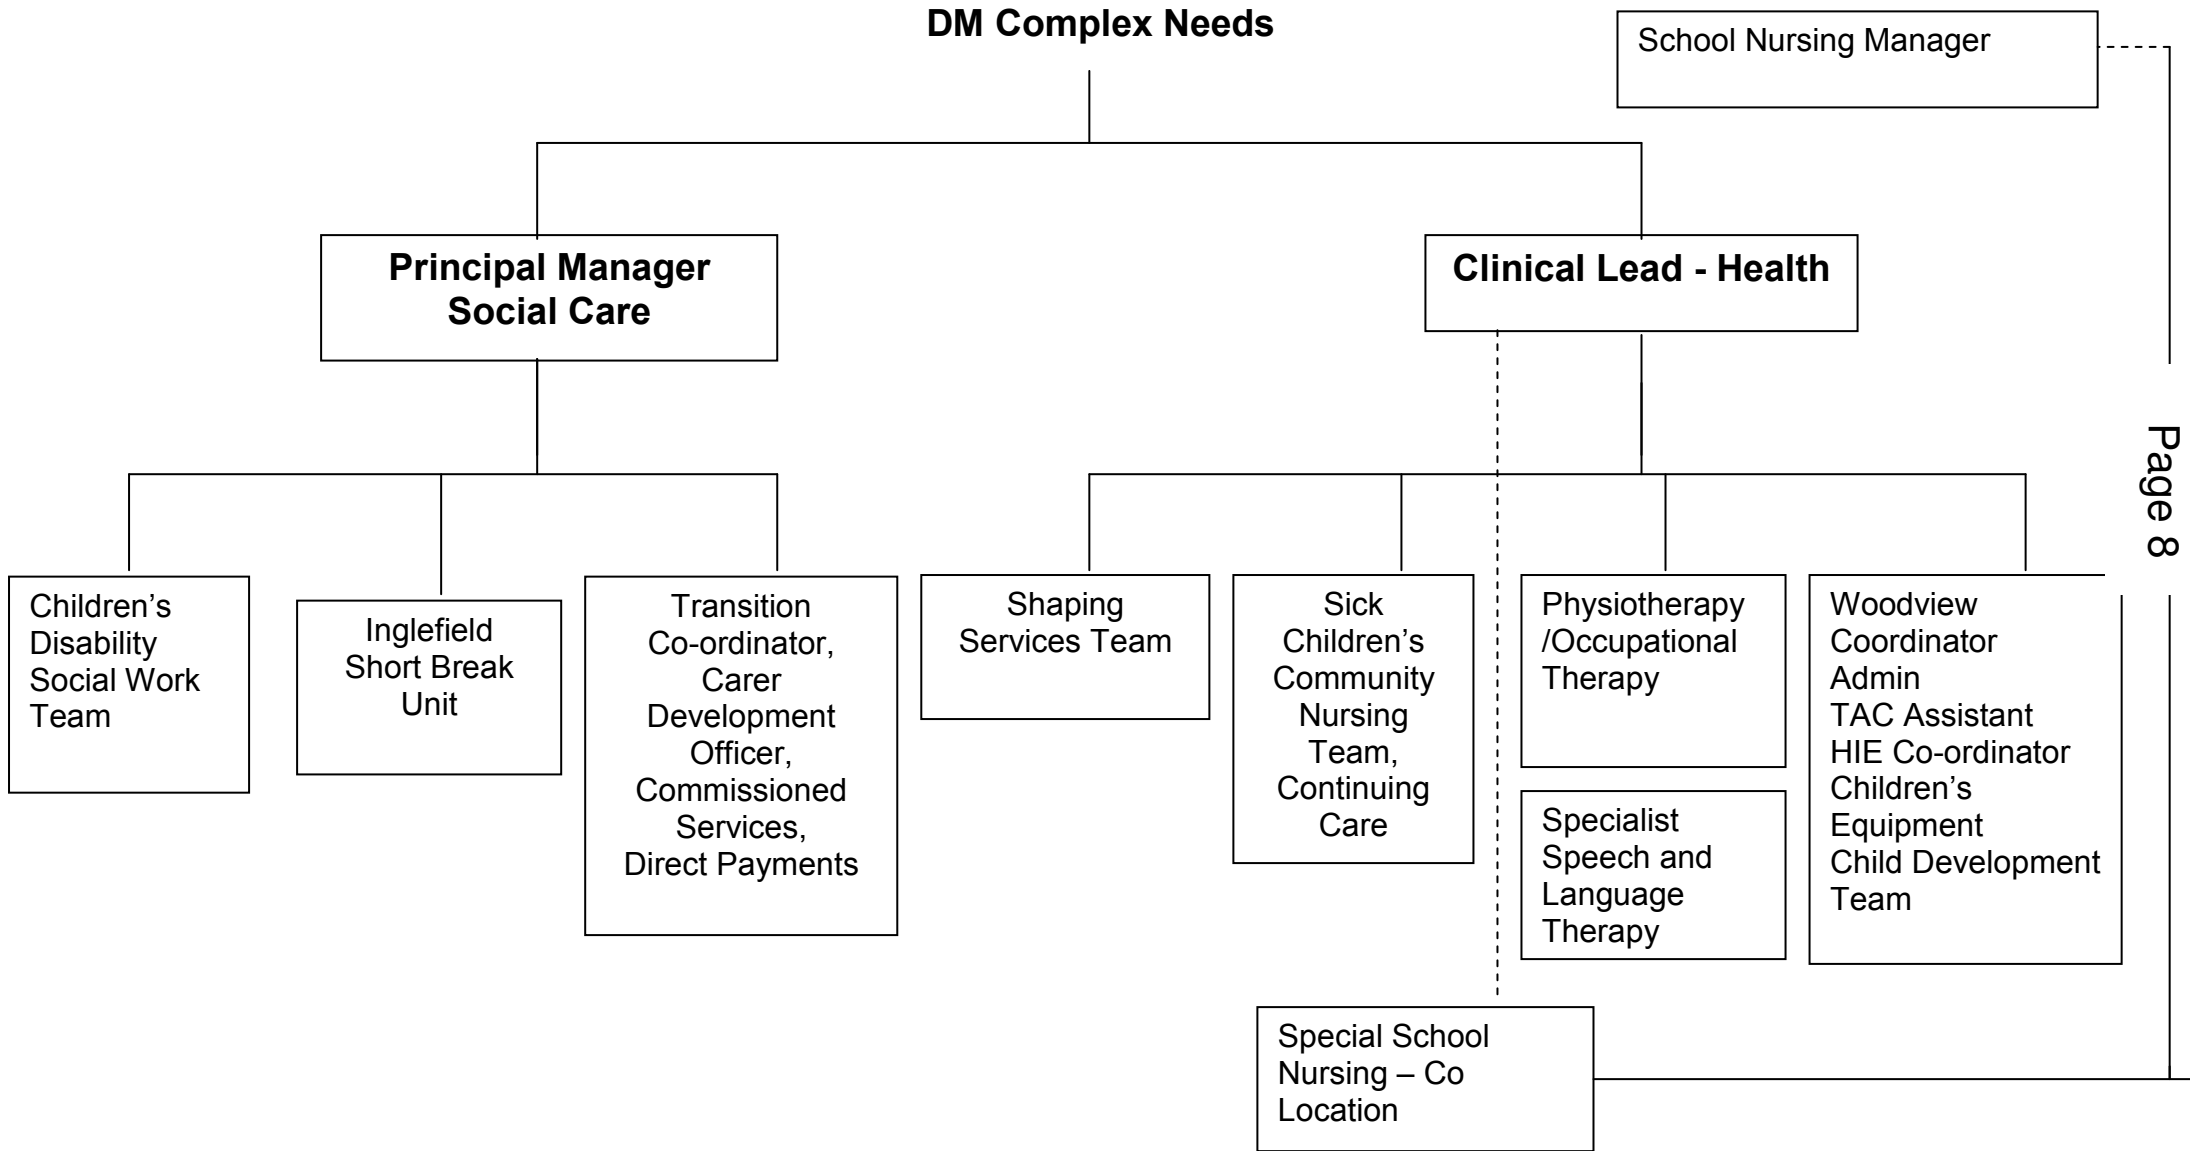 DM Complex Needs
School Nursing Manager
Principal Manager
Social Care
Clinical Lead - Health
Page 8
Children’s
Disability
Social Work
Team
Inglefield
Short Break
Unit
Transition
Co-ordinator,
Carer
Development
Officer,
Commissioned
Services,
Direct Payments
Shaping
Services Team
Sick
Children’s
Community
Nursing
Team,
Continuing
Care
Physiotherapy
/Occupational
Therapy
Specialist
Speech and
Language
Therapy
Woodview
Coordinator
Admin
TAC Assistant
HIE Co-ordinator
Children’s
Equipment
Child Development
Team
Special School
Nursing – Co
Location